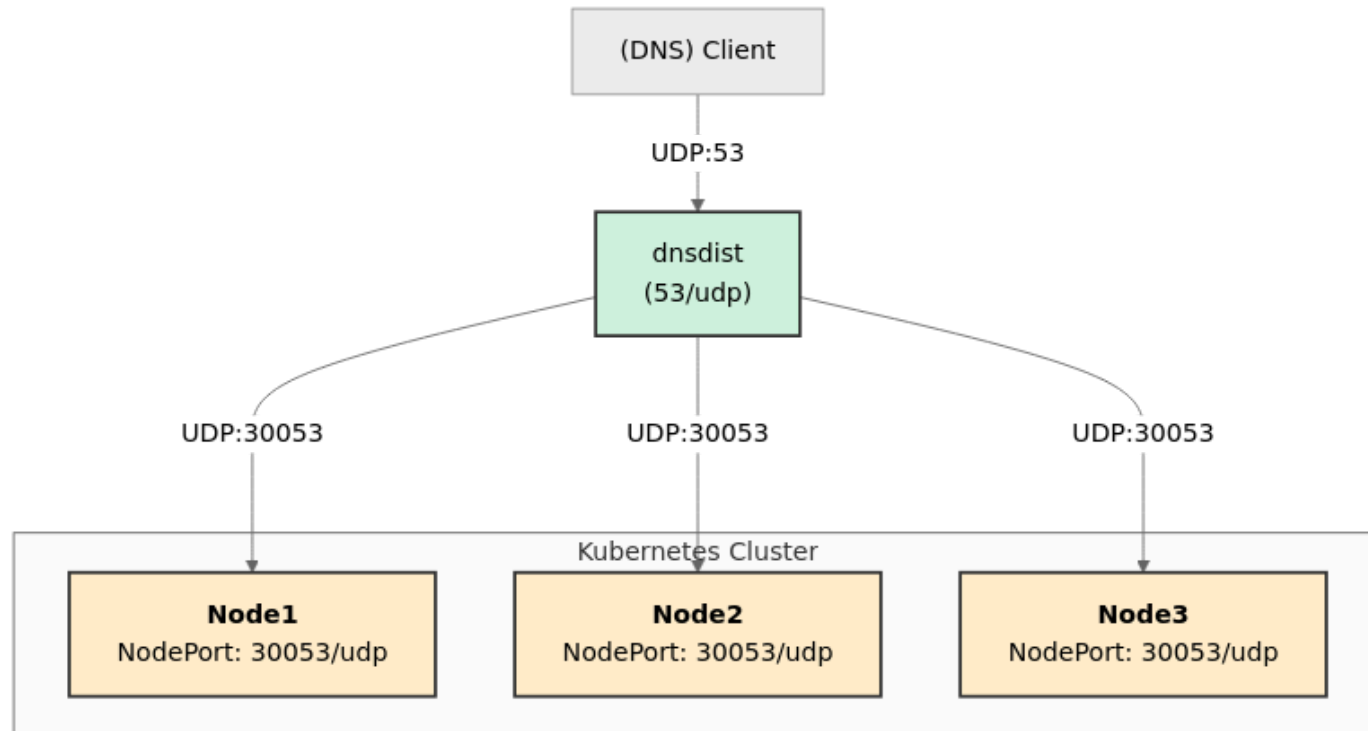 (DNS) Client
UDP:53
dnsdist
(53/udp)
UDP:30053
UDP:30053
UDP:30053
Kubernetes Cluster
Node1
NodePort: 30053/udp
Node2
NodePort: 30053/udp
Node3
NodePort: 30053/udp